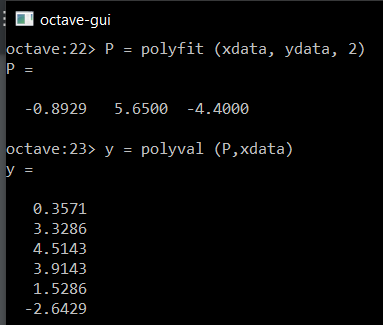 octave-gui
octave:22> P = polyfit (xdata, ydata, 2)
P =
-0.8929 5.6500 -4.4000
octave:23> y = polyval (P,xdata)
y =
0.3571
3.3286
4.5143
3.9143
1.5286
-2.6429